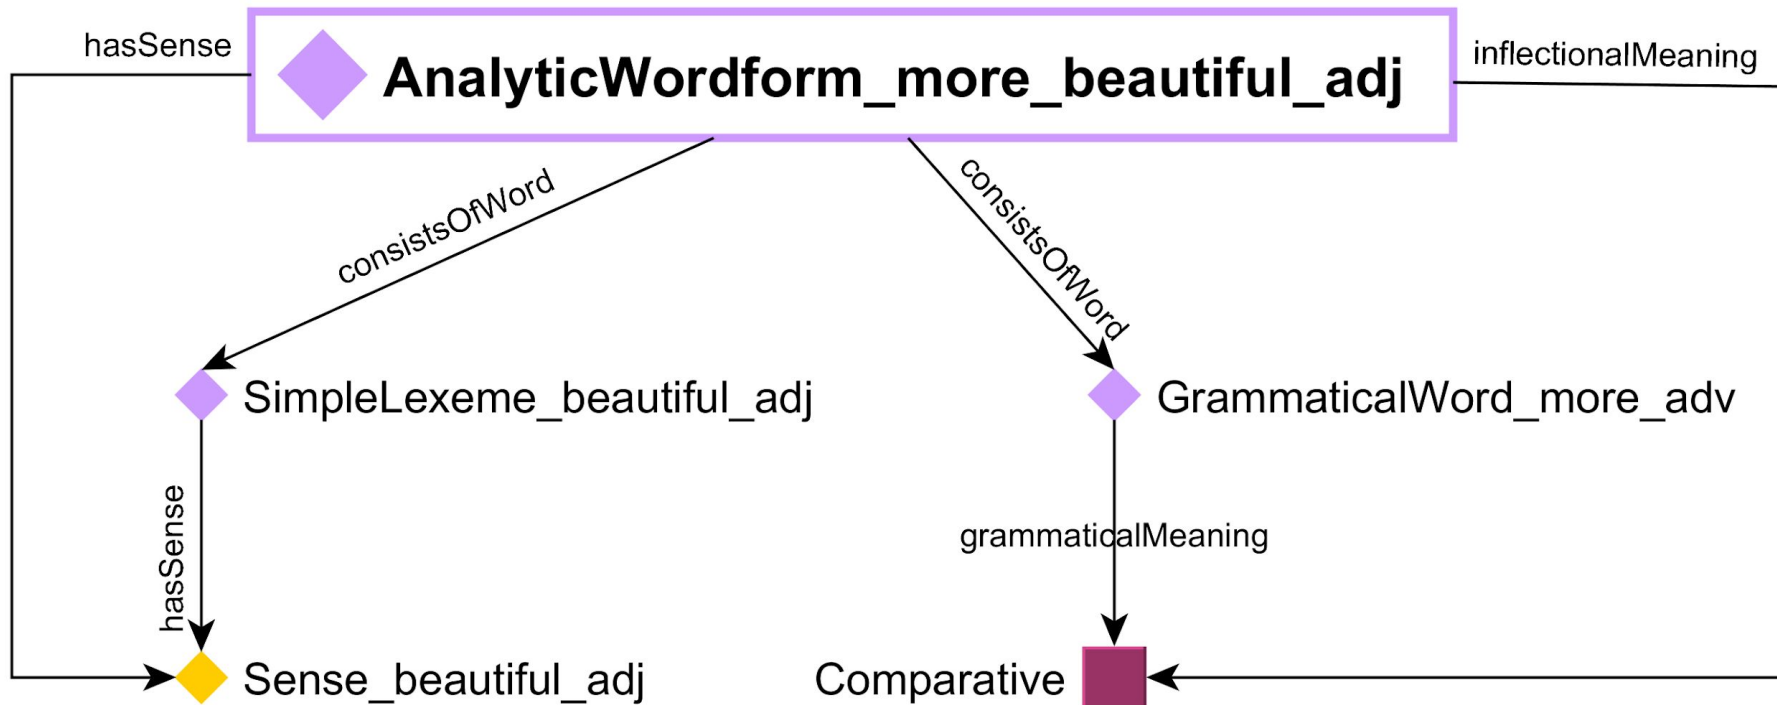 hasSense
AnalyticWordform_more_beautiful_adj
inflectionalMeaning
consistsOfWord
consistsOfWord
SimpleLexeme_beautiful_adj
GrammaticalWord_more_adv
hasSense
grammaticalMeaning
Sense_beautiful_adj
Comparative